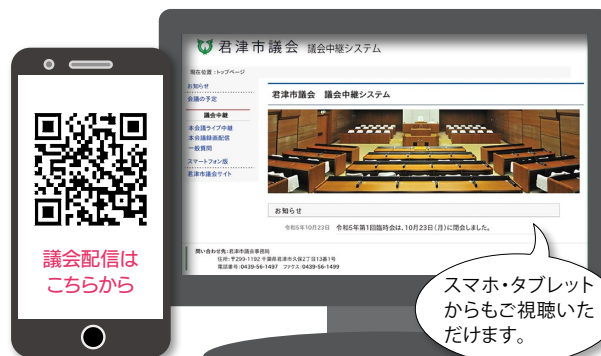 君津市議会 議会中継システム
現在位置：トップページ
お知らせ
会議の予定
議会中継
本会議ライブ中継
本会議録画配信
一般質問
スマートフォン版
君津市議会サイト
君津市議会 議会中継システム
お知らせ
令和5年10月23日 令和5年第1回臨時会は、10月23日（月）に閉会しました。
問い合わせ先：君津市議会事務局
住所：〒299-1192 千葉県君津市久保2丁目13番1号
電話番号：0439-56-1497 ファクス：0439-56-1499
議会配信は
こちらから
スマホ・タブレット
からもご視聴いた
だけます。